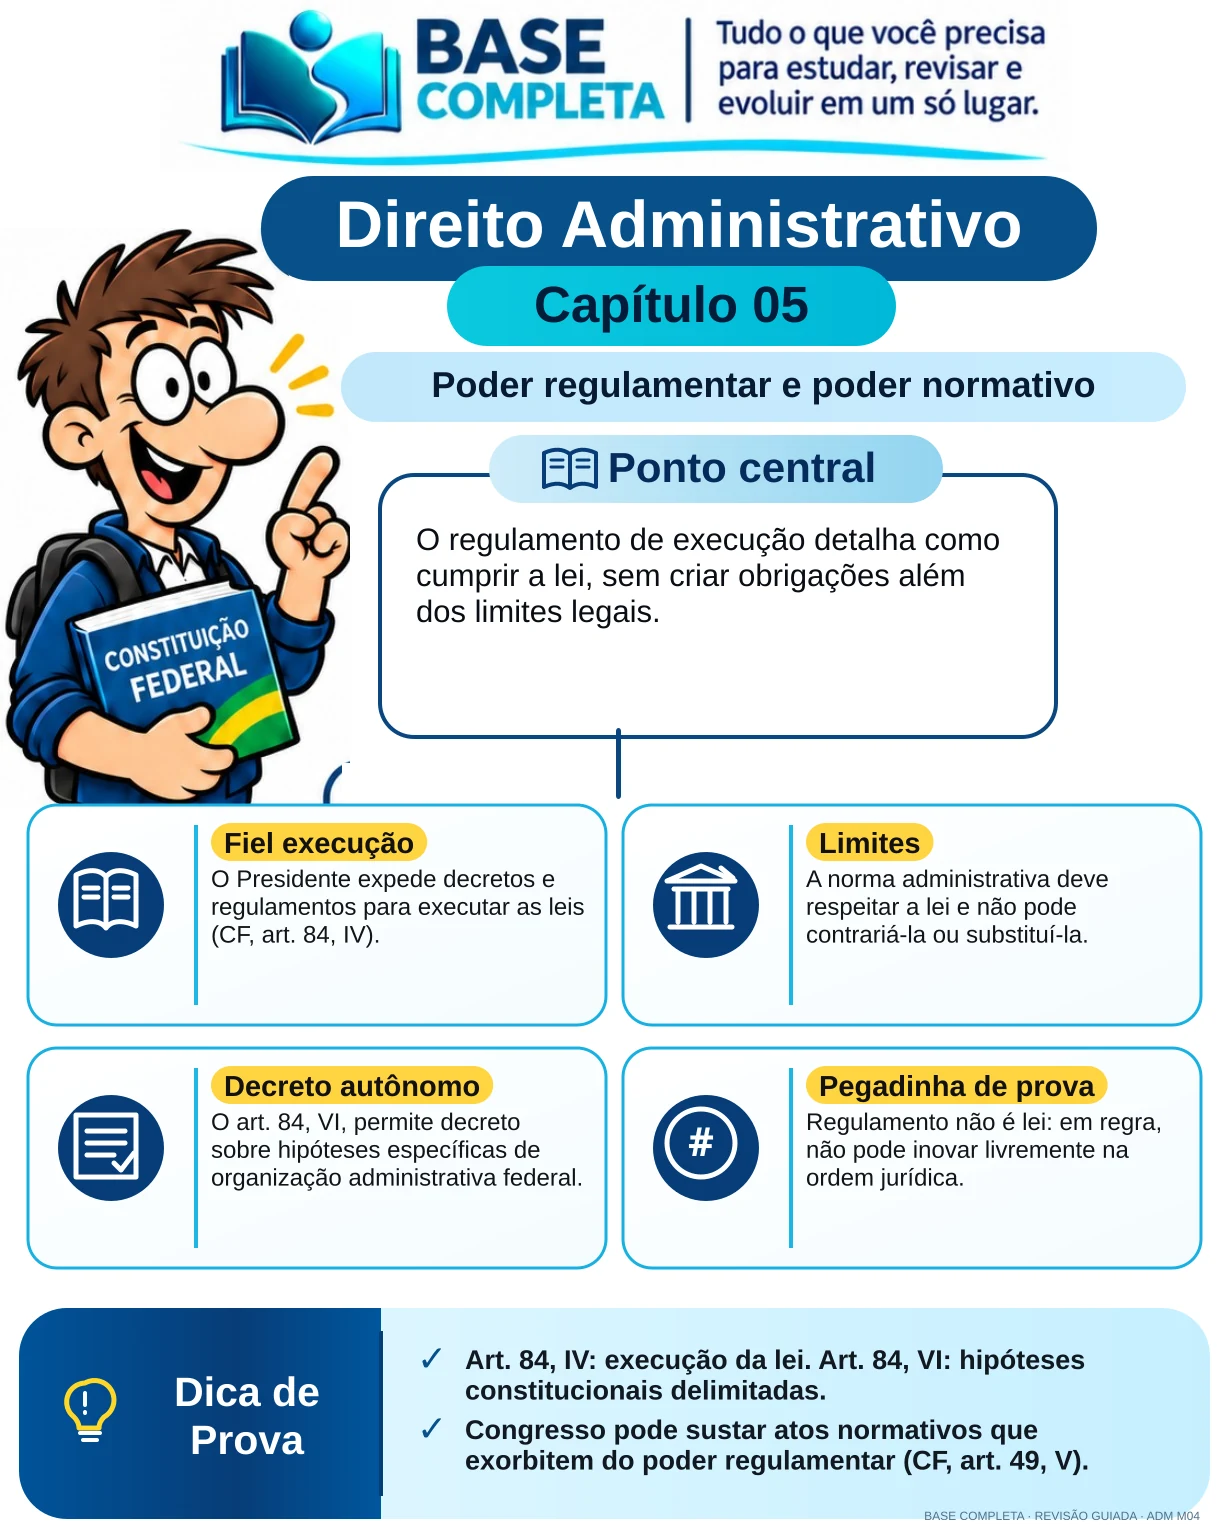 BASE
COMPLETA
Tudo o que você precisa
para estudar, revisar e
evoluir em um só lugar.
Direito Administrativo
Capítulo 05
Poder regulamentar e poder normativo
Ponto central
O regulamento de execução detalha como
cumprir a lei, sem criar obrigações além
dos limites legais.
CONSTITUIÇÃO
FEDERAL
Fiel execução
O Presidente expede decretos e
regulamentos para executar as leis
(CF, art. 84, IV).
Limites
A norma administrativa deve
respeitar a lei e não pode
contrariá-la ou substituí-la.
Decreto autônomo
O art. 84, VI, permite decreto
sobre hipóteses específicas de
organização administrativa federal.
#
Pegadinha de prova
Regulamento não é lei: em regra,
não pode inovar livremente na
ordem jurídica.
Dica de
Prova
✓ Art. 84, IV: execução da lei. Art. 84, VI: hipóteses
constitucionais delimitadas.
✓ Congresso pode sustar atos normativos que
exorbitem do poder regulamentar (CF, art. 49, V).
BASE COMPLETA · REVISÃO GUIADA · ADM M04